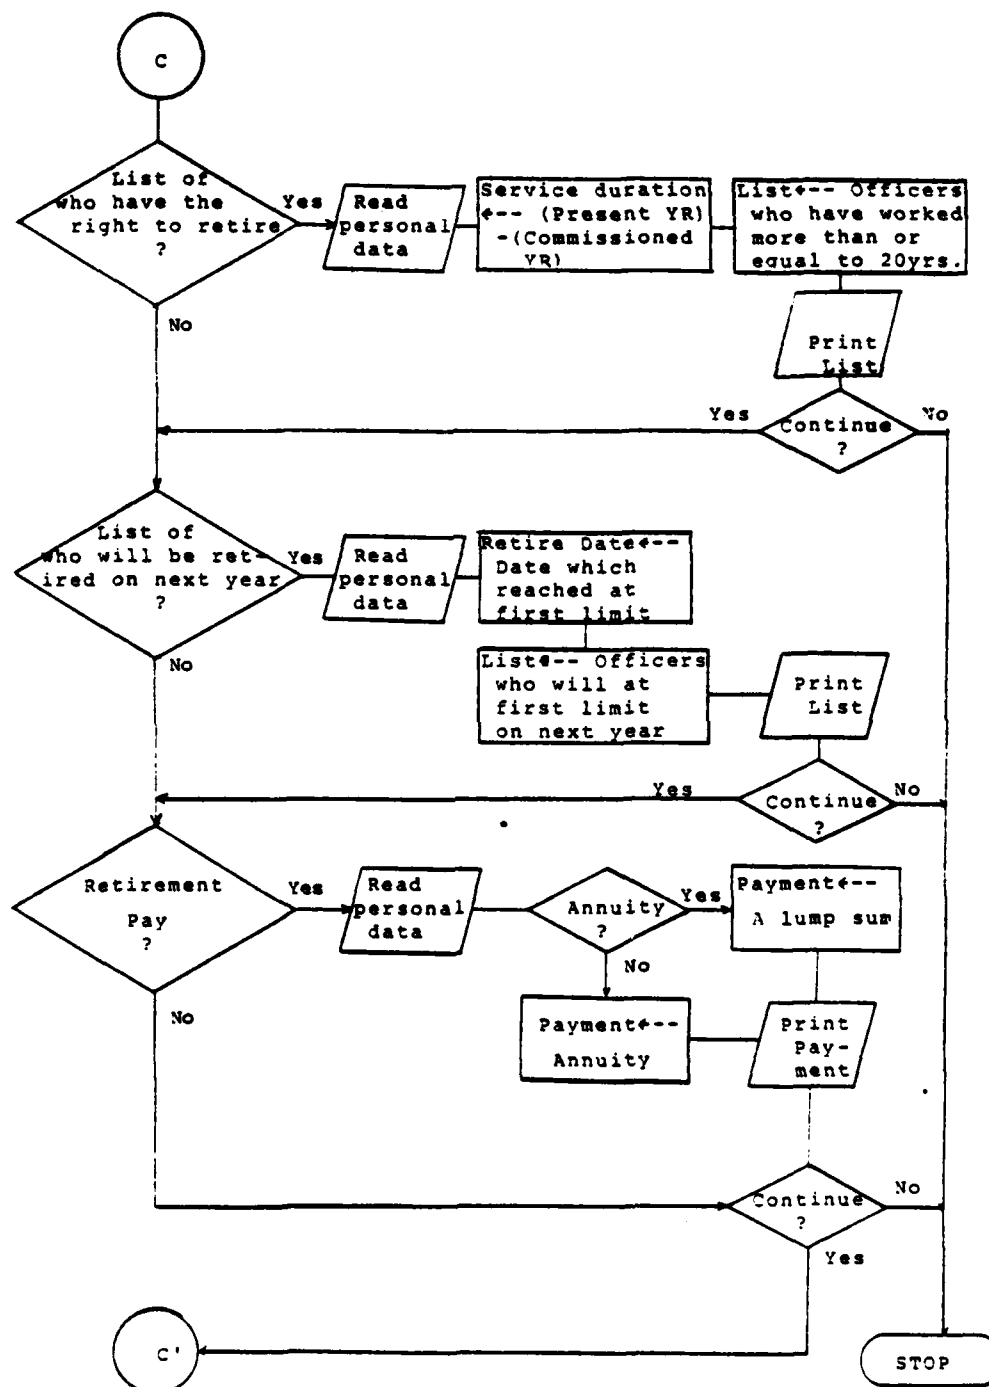 C
List of
who have the
right to retire
?
Yes
Read
personal
data
Service duration
←-- (Present YR)
-(Commissioned
YR)
List←-- Officers
who have worked
more than or
equal to 20yrs.
No
Print
List
Yes
Continue
?
No
List of
who will be ret-
ired on next year
?
Yes
Read
personal
data
Retire Date←--
Date which
reached at
first limit
No
List←-- Officers
who will at
first limit
on next year
Print
List
Yes
Continue
?
No
Retirement
Pay
?
Yes
Read
personal
data
Annuity
?
Yes
Payment←--
A lump sum
No
No
Payment←--
Annuity
Print
Pay-
ment
Continue
?
No
Yes
C'
STOP